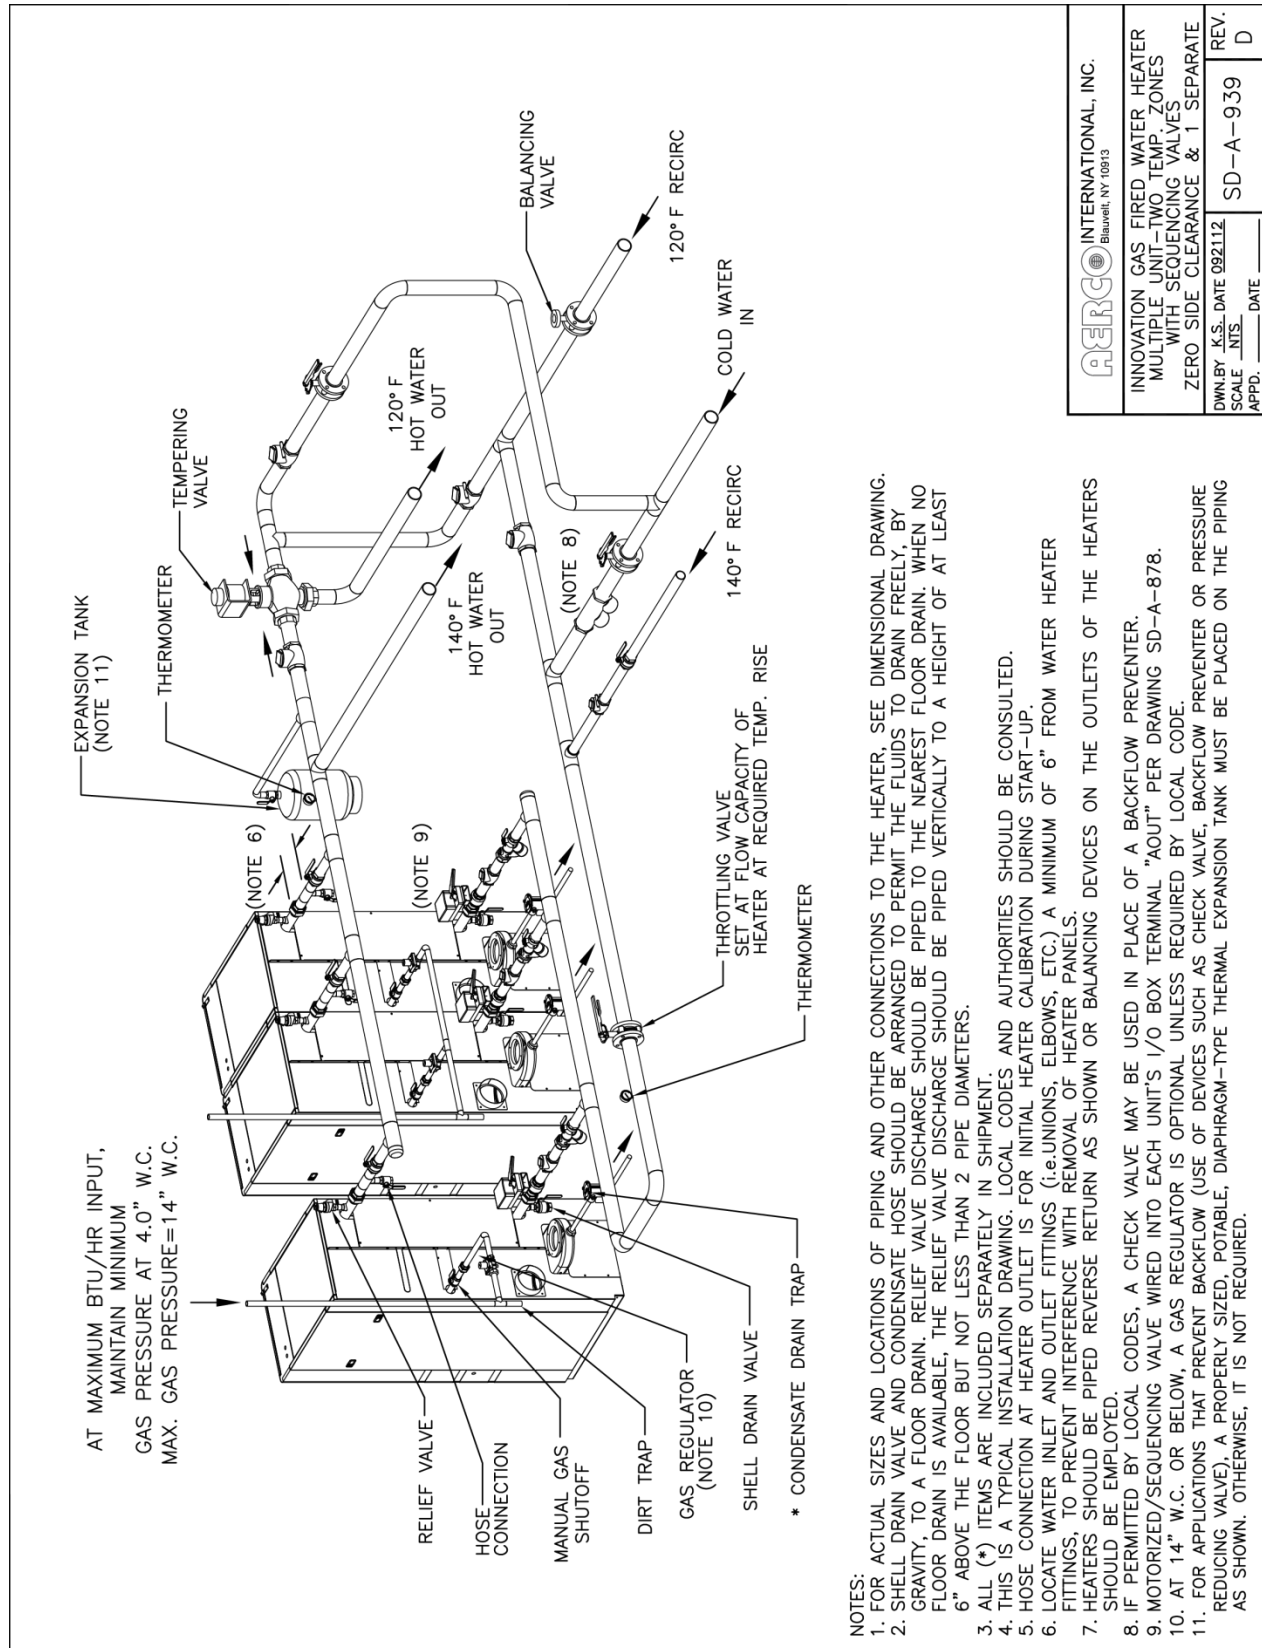 AT MAXIMUM BTU/HR INPUT,
MAINTAIN MINIMUM
GAS PRESSURE AT 4.0" W.C.
MAX. GAS PRESSURE=14" W.C.
EXPANSION TANK
(NOTE 11)
THERMOMETER
TEMPERING
VALVE
(NOTE 6)
(NOTE 9)
120° F
HOT WATER
OUT
140° F
HOT WATER
OUT
BALANCING
VALVE
120° F RECIRC
COLD WATER
IN
(NOTE 8)
140° F RECIRC
RELIEF VALVE
HOSE
CONNECTION
MANUAL GAS
SHUTOFF
DIRT TRAP
GAS REGULATOR
(NOTE 10)
SHELL DRAIN VALVE
* CONDENSATE DRAIN TRAP
THROTTLING VALVE
SET AT FLOW CAPACITY OF
HEATER AT REQUIRED TEMP. RISE
THERMOMETER
NOTES:
1. FOR ACTUAL SIZES AND LOCATIONS OF PIPING AND OTHER CONNECTIONS TO THE HEATER, SEE DIMENSIONAL DRAWING.
2. SHELL DRAIN VALVE AND CONDENSATE HOSE SHOULD BE ARRANGED TO PERMIT THE FLUIDS TO DRAIN FREELY, BY
GRAVITY, TO A FLOOR DRAIN. RELIEF VALVE DISCHARGE SHOULD BE PIPED TO THE NEAREST FLOOR DRAIN. WHEN NO
FLOOR DRAIN IS AVAILABLE, THE RELIEF VALVE DISCHARGE SHOULD BE PIPED VERTICALLY TO A HEIGHT OF AT LEAST
6" ABOVE THE FLOOR BUT NOT LESS THAN 2 PIPE DIAMETERS.
3. ALL (*) ITEMS ARE INCLUDED SEPARATELY IN SHIPMENT.
4. THIS IS A TYPICAL INSTALLATION DRAWING. LOCAL CODES AND AUTHORITIES SHOULD BE CONSULTED.
5. HOSE CONNECTION AT HEATER OUTLET IS FOR INITIAL HEATER CALIBRATION DURING START-UP.
6. LOCATE WATER INLET AND OUTLET FITTINGS (i.e.UNIONS, ELBOWS, ETC.) A MINIMUM OF 6" FROM WATER HEATER
FITTINGS, TO PREVENT INTERFERENCE WITH REMOVAL OF HEATER PANELS.
7. HEATERS SHOULD BE PIPED REVERSE RETURN AS SHOWN OR BALANCING DEVICES ON THE OUTLETS OF THE HEATERS
SHOULD BE EMPLOYED.
8. IF PERMITTED BY LOCAL CODES, A CHECK VALVE MAY BE USED IN PLACE OF A BACKFLOW PREVENTER.
9. MOTORIZED/SEQUENCING VALVE WIRED INTO EACH UNIT'S I/O BOX TERMINAL "AOUT" PER DRAWING SD-A-878.
10. AT 14" W.C. OR BELOW, A GAS REGULATOR IS OPTIONAL UNLESS REQUIRED BY LOCAL CODE.
11. FOR APPLICATIONS THAT PREVENT BACKFLOW (USE OF DEVICES SUCH AS CHECK VALVE, BACKFLOW PREVENTER OR PRESSURE
REDUCING VALVE), A PROPERLY SIZED, POTABLE, DIAPHRAGM-TYPE THERMAL EXPANSION TANK MUST BE PLACED ON THE PIPING
AS SHOWN. OTHERWISE, IT IS NOT REQUIRED.
AERCO INTERNATIONAL, INC.
Blauvelt, NY 10913
INNOVATION GAS FIRED WATER HEATER
MULTIPLE UNIT-TWO TEMP. ZONES
WITH SEQUENCING VALVES
ZERO SIDE CLEARANCE & 1 SEPARATE
DWN.BY K.S. DATE 092112
SCALE NTS
APPD. DATE
SD-A-939
REV.
D